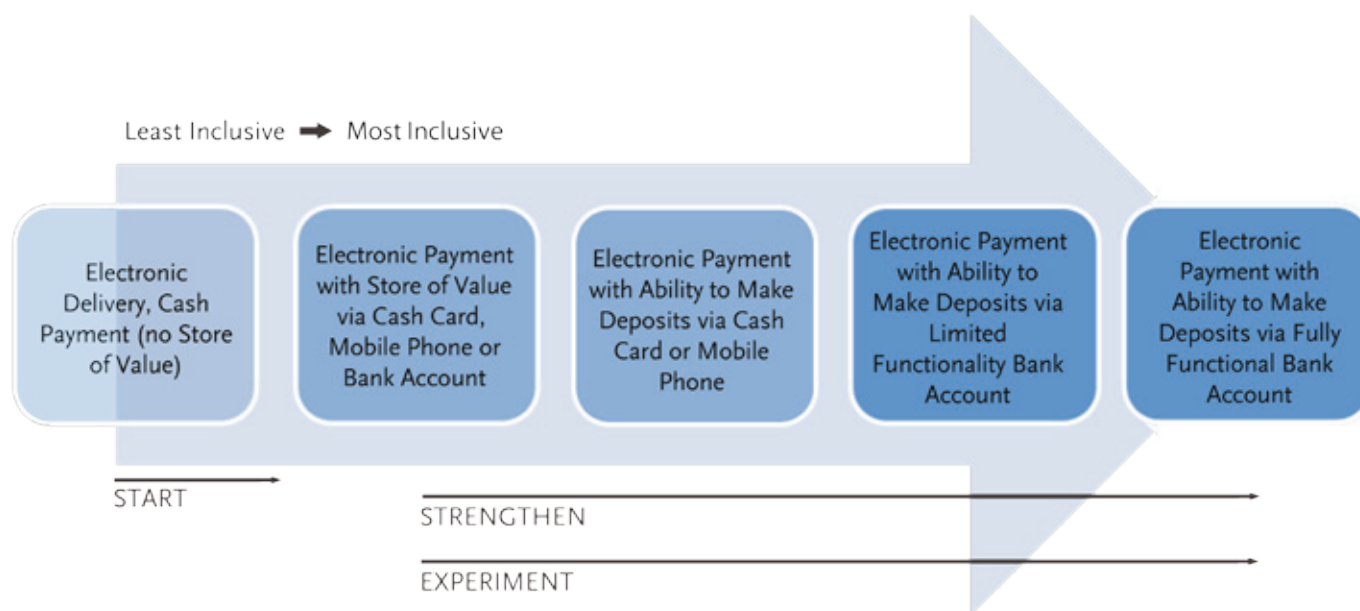 Least Inclusive → Most Inclusive
Electronic
Delivery, Cash
Payment (no Store
of Value)
Electronic Payment
with Store of Value
via Cash Card,
Mobile Phone or
Bank Account
Electronic Payment
with Ability to Make
Deposits via Cash
Card or Mobile
Phone
Electronic Payment
with Ability to
Make Deposits via
Limited
Functionality Bank
Account
Electronic
Payment with
Ability to Make
Deposits via Fully
Functional Bank
Account
START
STRENGTHEN
EXPERIMENT